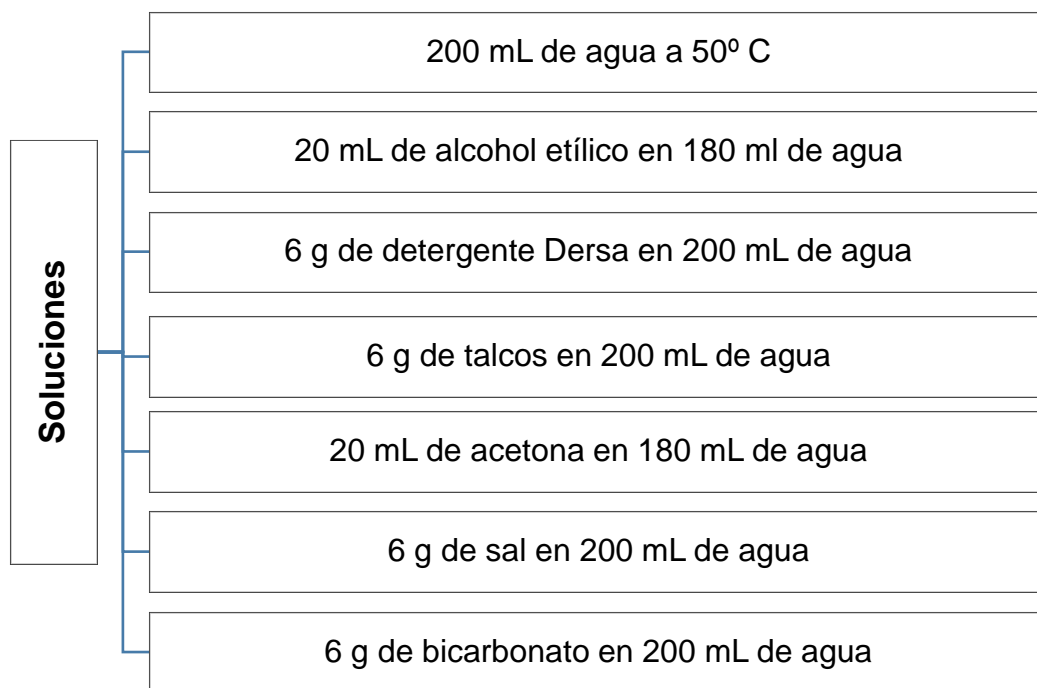 Soluciones
200 mL de agua a 50º C
20 mL de alcohol etílico en 180 ml de agua
6 g de detergente Dersa en 200 mL de agua
6 g de talcos en 200 mL de agua
20 mL de acetona en 180 mL de agua
6 g de sal en 200 mL de agua
6 g de bicarbonato en 200 mL de agua